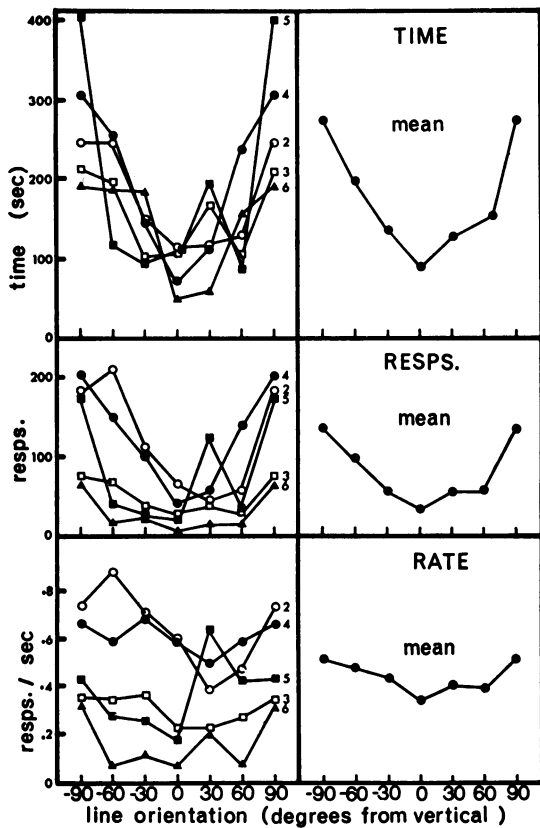 TIME
mean
400
300
200
100
0
time (sec)
5
4
2
3
6
RESPS.
mean
200
100
0
resps.
4
2
5
3
6
RATE
mean
.8
.6
.4
.2
0
resps./ sec
2
4
5
3
6
-90 -60 -30 0 30 60 90 -90 -60 -30 0 30 60 90
line orientation (degrees from vertical)